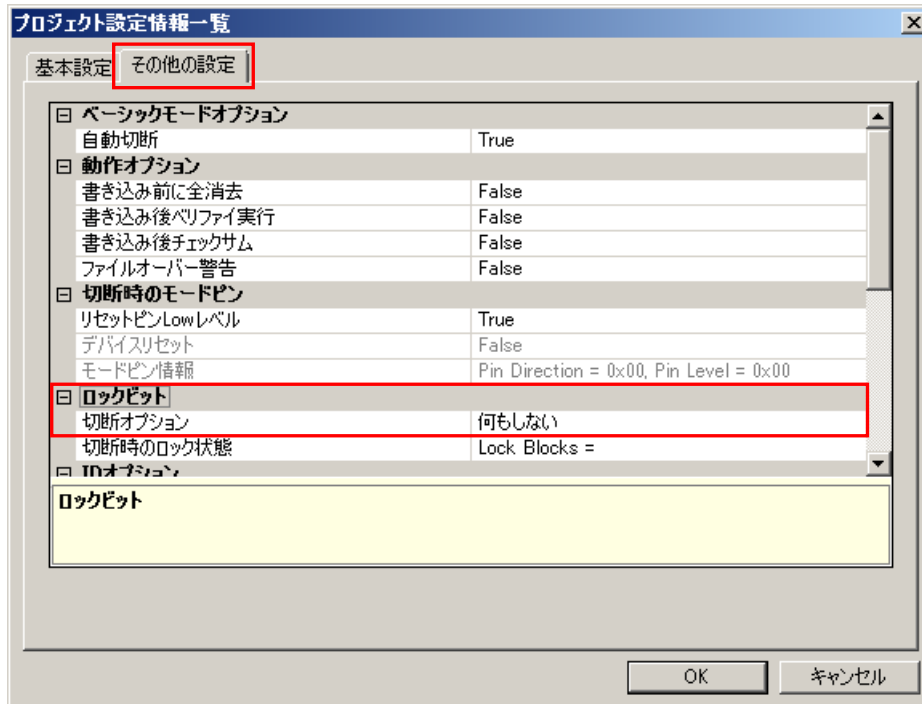 プロジェクト設定情報一覧
基本設定 その他の設定
ベーシックモードオプション
自動切断 True
動作オプション
書き込み前に全消去 False
書き込み後ベリファイ実行 False
書き込み後チェックサム False
ファイルオーバー警告 False
切断時のモードピン
リセットピンLowレベル True
デバイスリセット False
モードピン情報 Pin Direction = 0x00, Pin Level = 0x00
ロックビット
切断オプション 何もしない
切断時のロック状態 Lock Blocks =
IDオプション
ロックビット
OK キャンセル